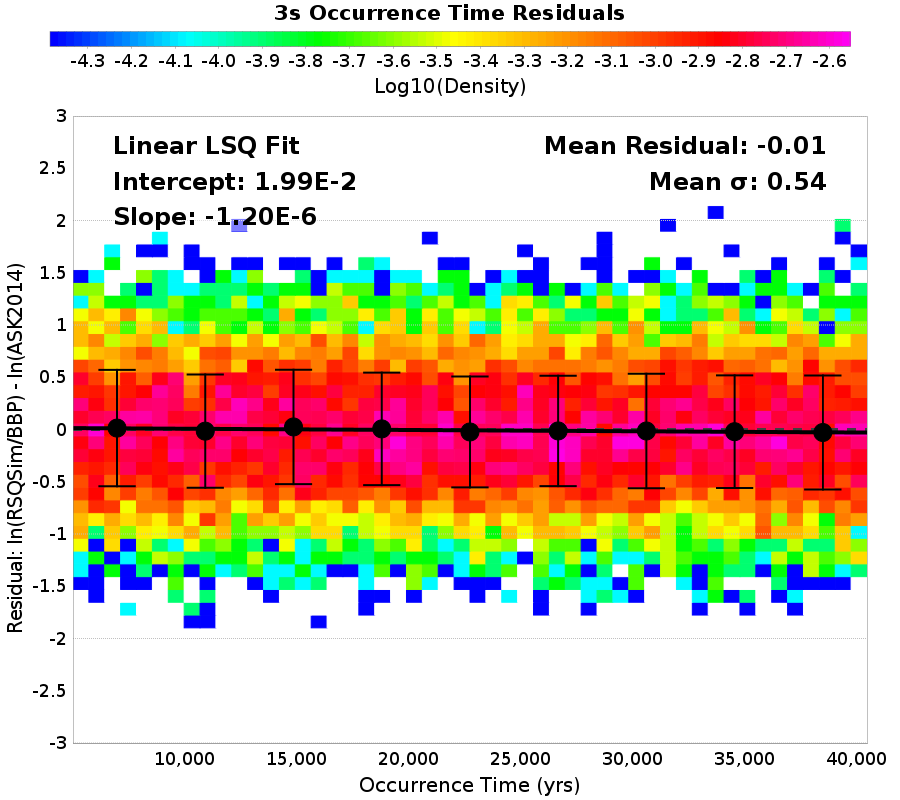 3s Occurrence Time Residuals
-4.3 -4.2 -4.1 -4.0 -3.9 -3.8 -3.7 -3.6 -3.5 -3.4 -3.3 -3.2 -3.1 -3.0 -2.9 -2.8 -2.7 -2.6
Log10(Density)
Linear LSQ Fit
Intercept: 1.99E-2
Slope: -1.20E-6
Mean Residual: -0.01
Mean σ: 0.54
3
2.5
2
1.5
1
0.5
0
-0.5
-1
-1.5
-2
-2.5
-3
Residual: ln(RSQSim/BBP) - ln(ASK2014)
10,000 15,000 20,000 25,000 30,000 35,000 40,000
Occurrence Time (yrs)